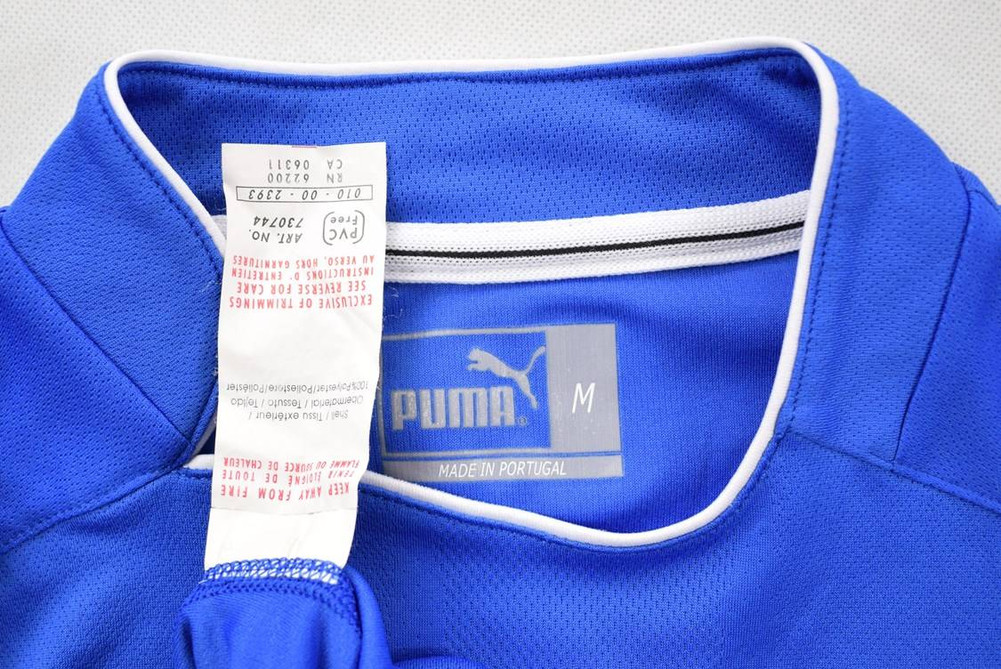 KEEP AWAY FROM FIRE
TENIR ÉLOIGNÉ DE TOUTE
FLAMME OU SOURCE DE CHALEUR
Shell / Tissu extérieur /
Obermaterial / Tessuto / Tejido
100%Polyester/Poliestere/Poliéster
EXCLUSIVE OF TRIMMINGS
SEE REVERSE FOR CARE
INSTRUCTIONS D' ENTRETIEN
AU VERSO. HORS GARNITURES
PVC
Free
ART. No.
730744
010 - 00 - 2393
RN 62200
CA 06311
PUMA®
M
MADE IN PORTUGAL